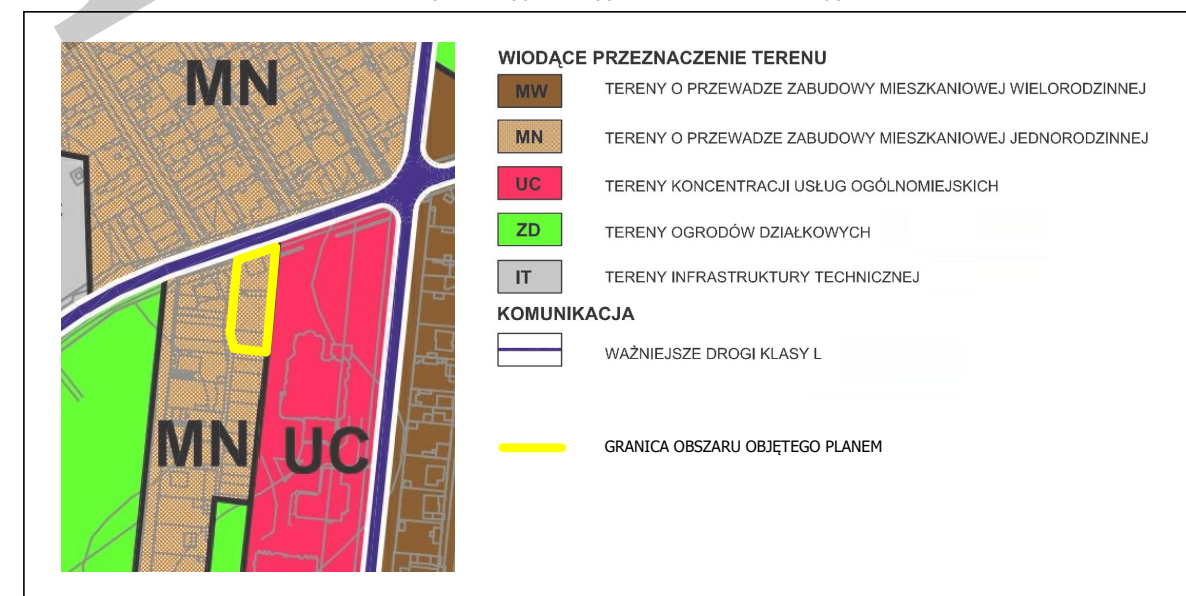 WIODĄCE PRZEZNACZENIE TERENU
MW TERENY O PRZEWADZE ZABUDOWY MIESZKANIOWEJ WIELORODZINNEJ
MN TERENY O PRZEWADZE ZABUDOWY MIESZKANIOWEJ JEDNORODZINNEJ
UC TERENY KONCENTRACJI USŁUG OGÓLNOMIEJSKICH
ZD TERENY OGRODÓW DZIAŁKOWYCH
IT TERENY INFRASTRUKTURY TECHNICZNEJ
KOMUNIKACJA
WAŻNIEJSZE DROGI KLASY L
GRANICA OBSZARU OBJĘTEGO PLANEM
MN
MN
UC